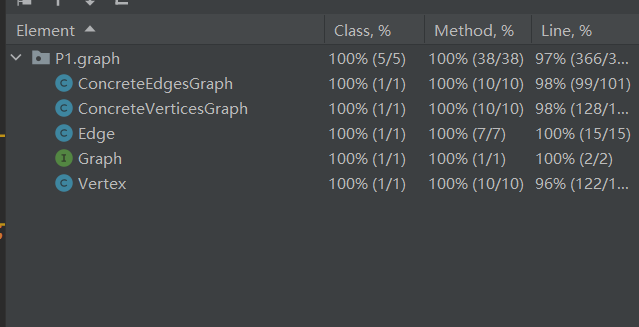 Element Class, % Method, % Line, %
P1.graph 100% (5/5) 100% (38/38) 97% (366/3...
C ConcreteEdgesGraph 100% (1/1) 100% (10/10) 98% (99/101)
C ConcreteVerticesGraph 100% (1/1) 100% (10/10) 98% (128/1...
C Edge 100% (1/1) 100% (7/7) 100% (15/15)
I Graph 100% (1/1) 100% (1/1) 100% (2/2)
C Vertex 100% (1/1) 100% (10/10) 96% (122/1...